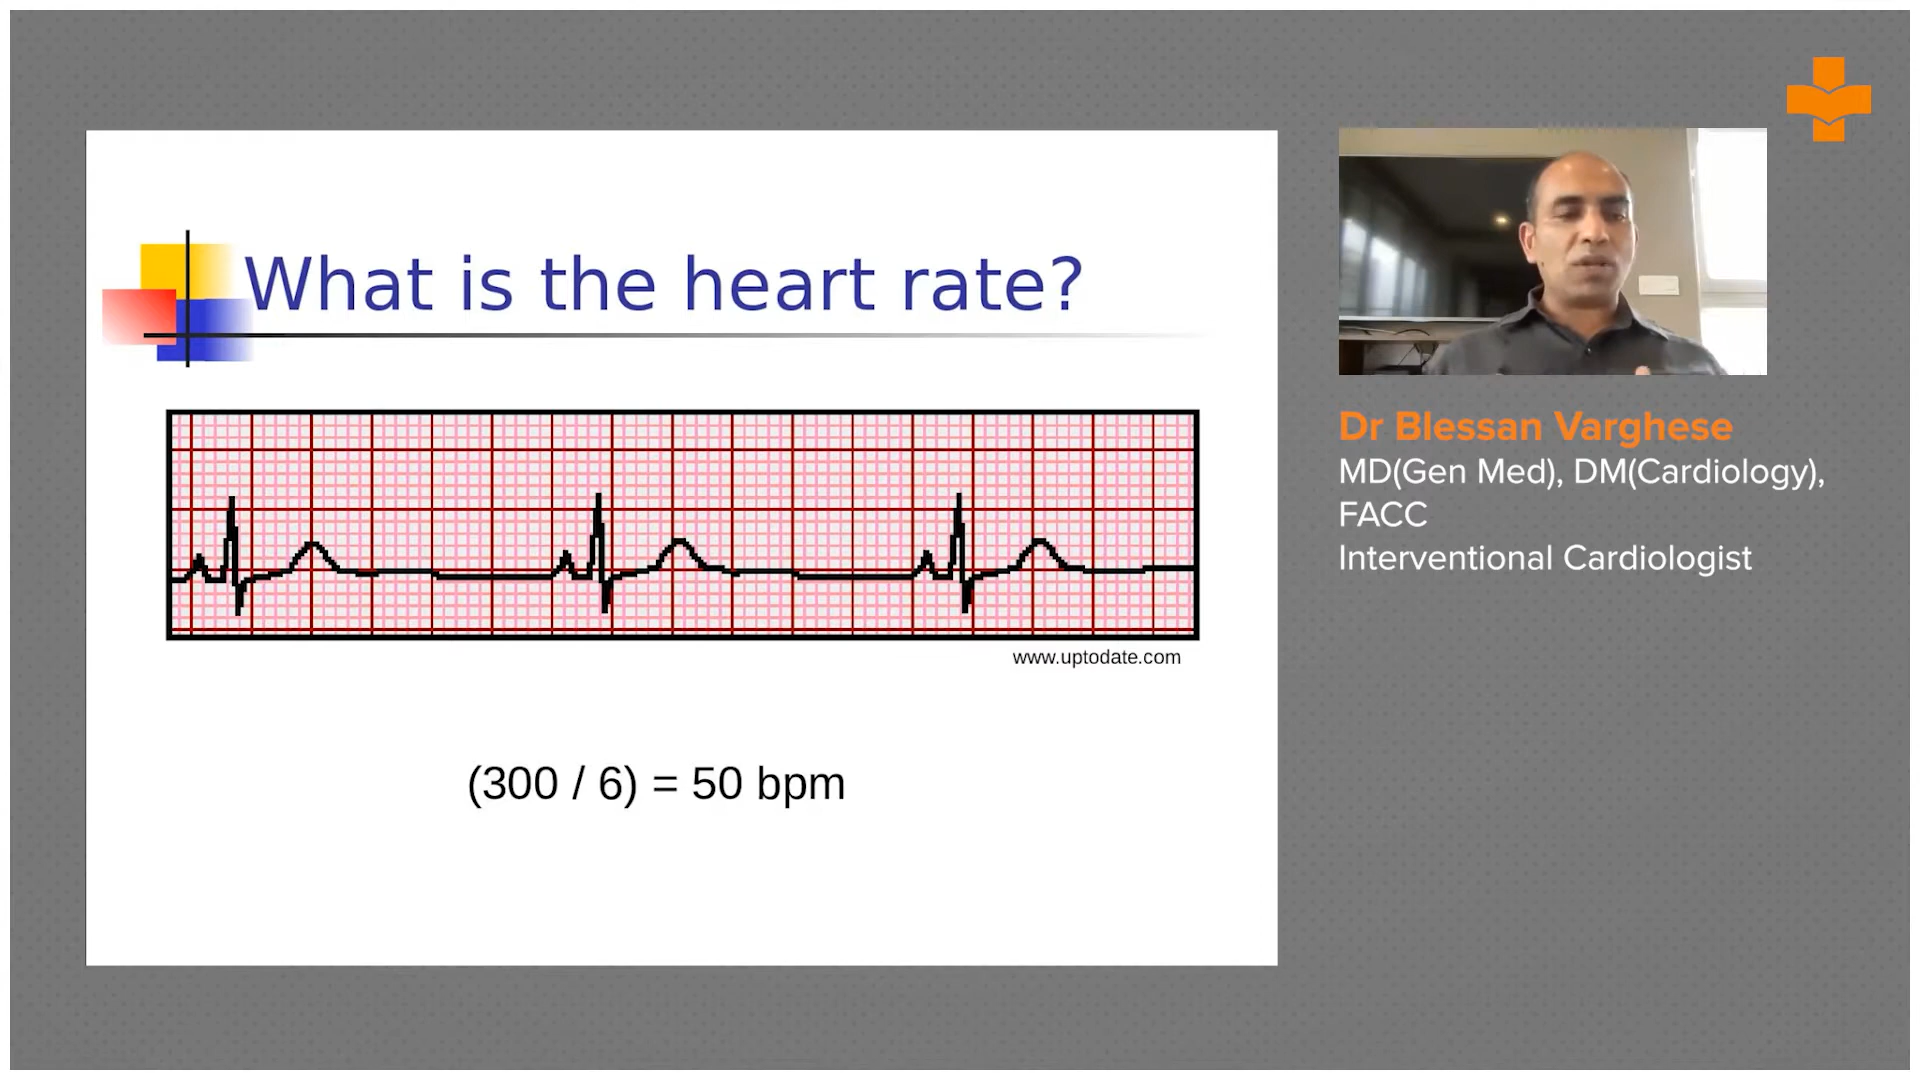 What is the heart rate?
www.uptodate.com
(300 / 6) = 50 bpm
Dr Blessan Varghese
MD(Gen Med), DM(Cardiology),
FACC
Interventional Cardiologist